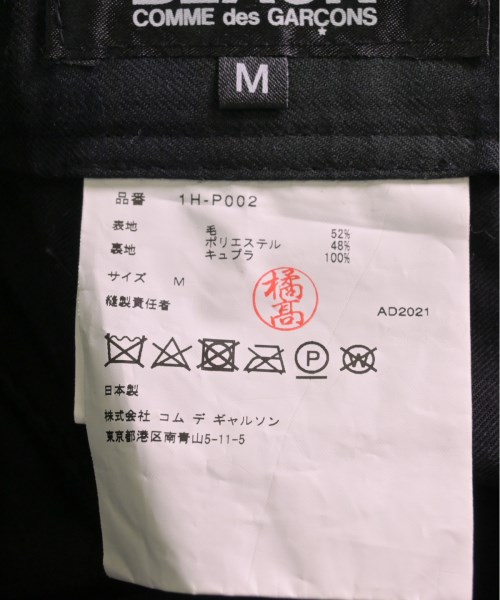 BLACK
COMME des GARÇONS
M
品番 1H-P002
表地 毛 52%
ポリエステル 48%
裏地 キュプラ 100%
サイズ M
縫製責任者
橘高
AD2021
P
W
日本製
株式会社 コム デ ギャルソン
東京都港区南青山5-11-5